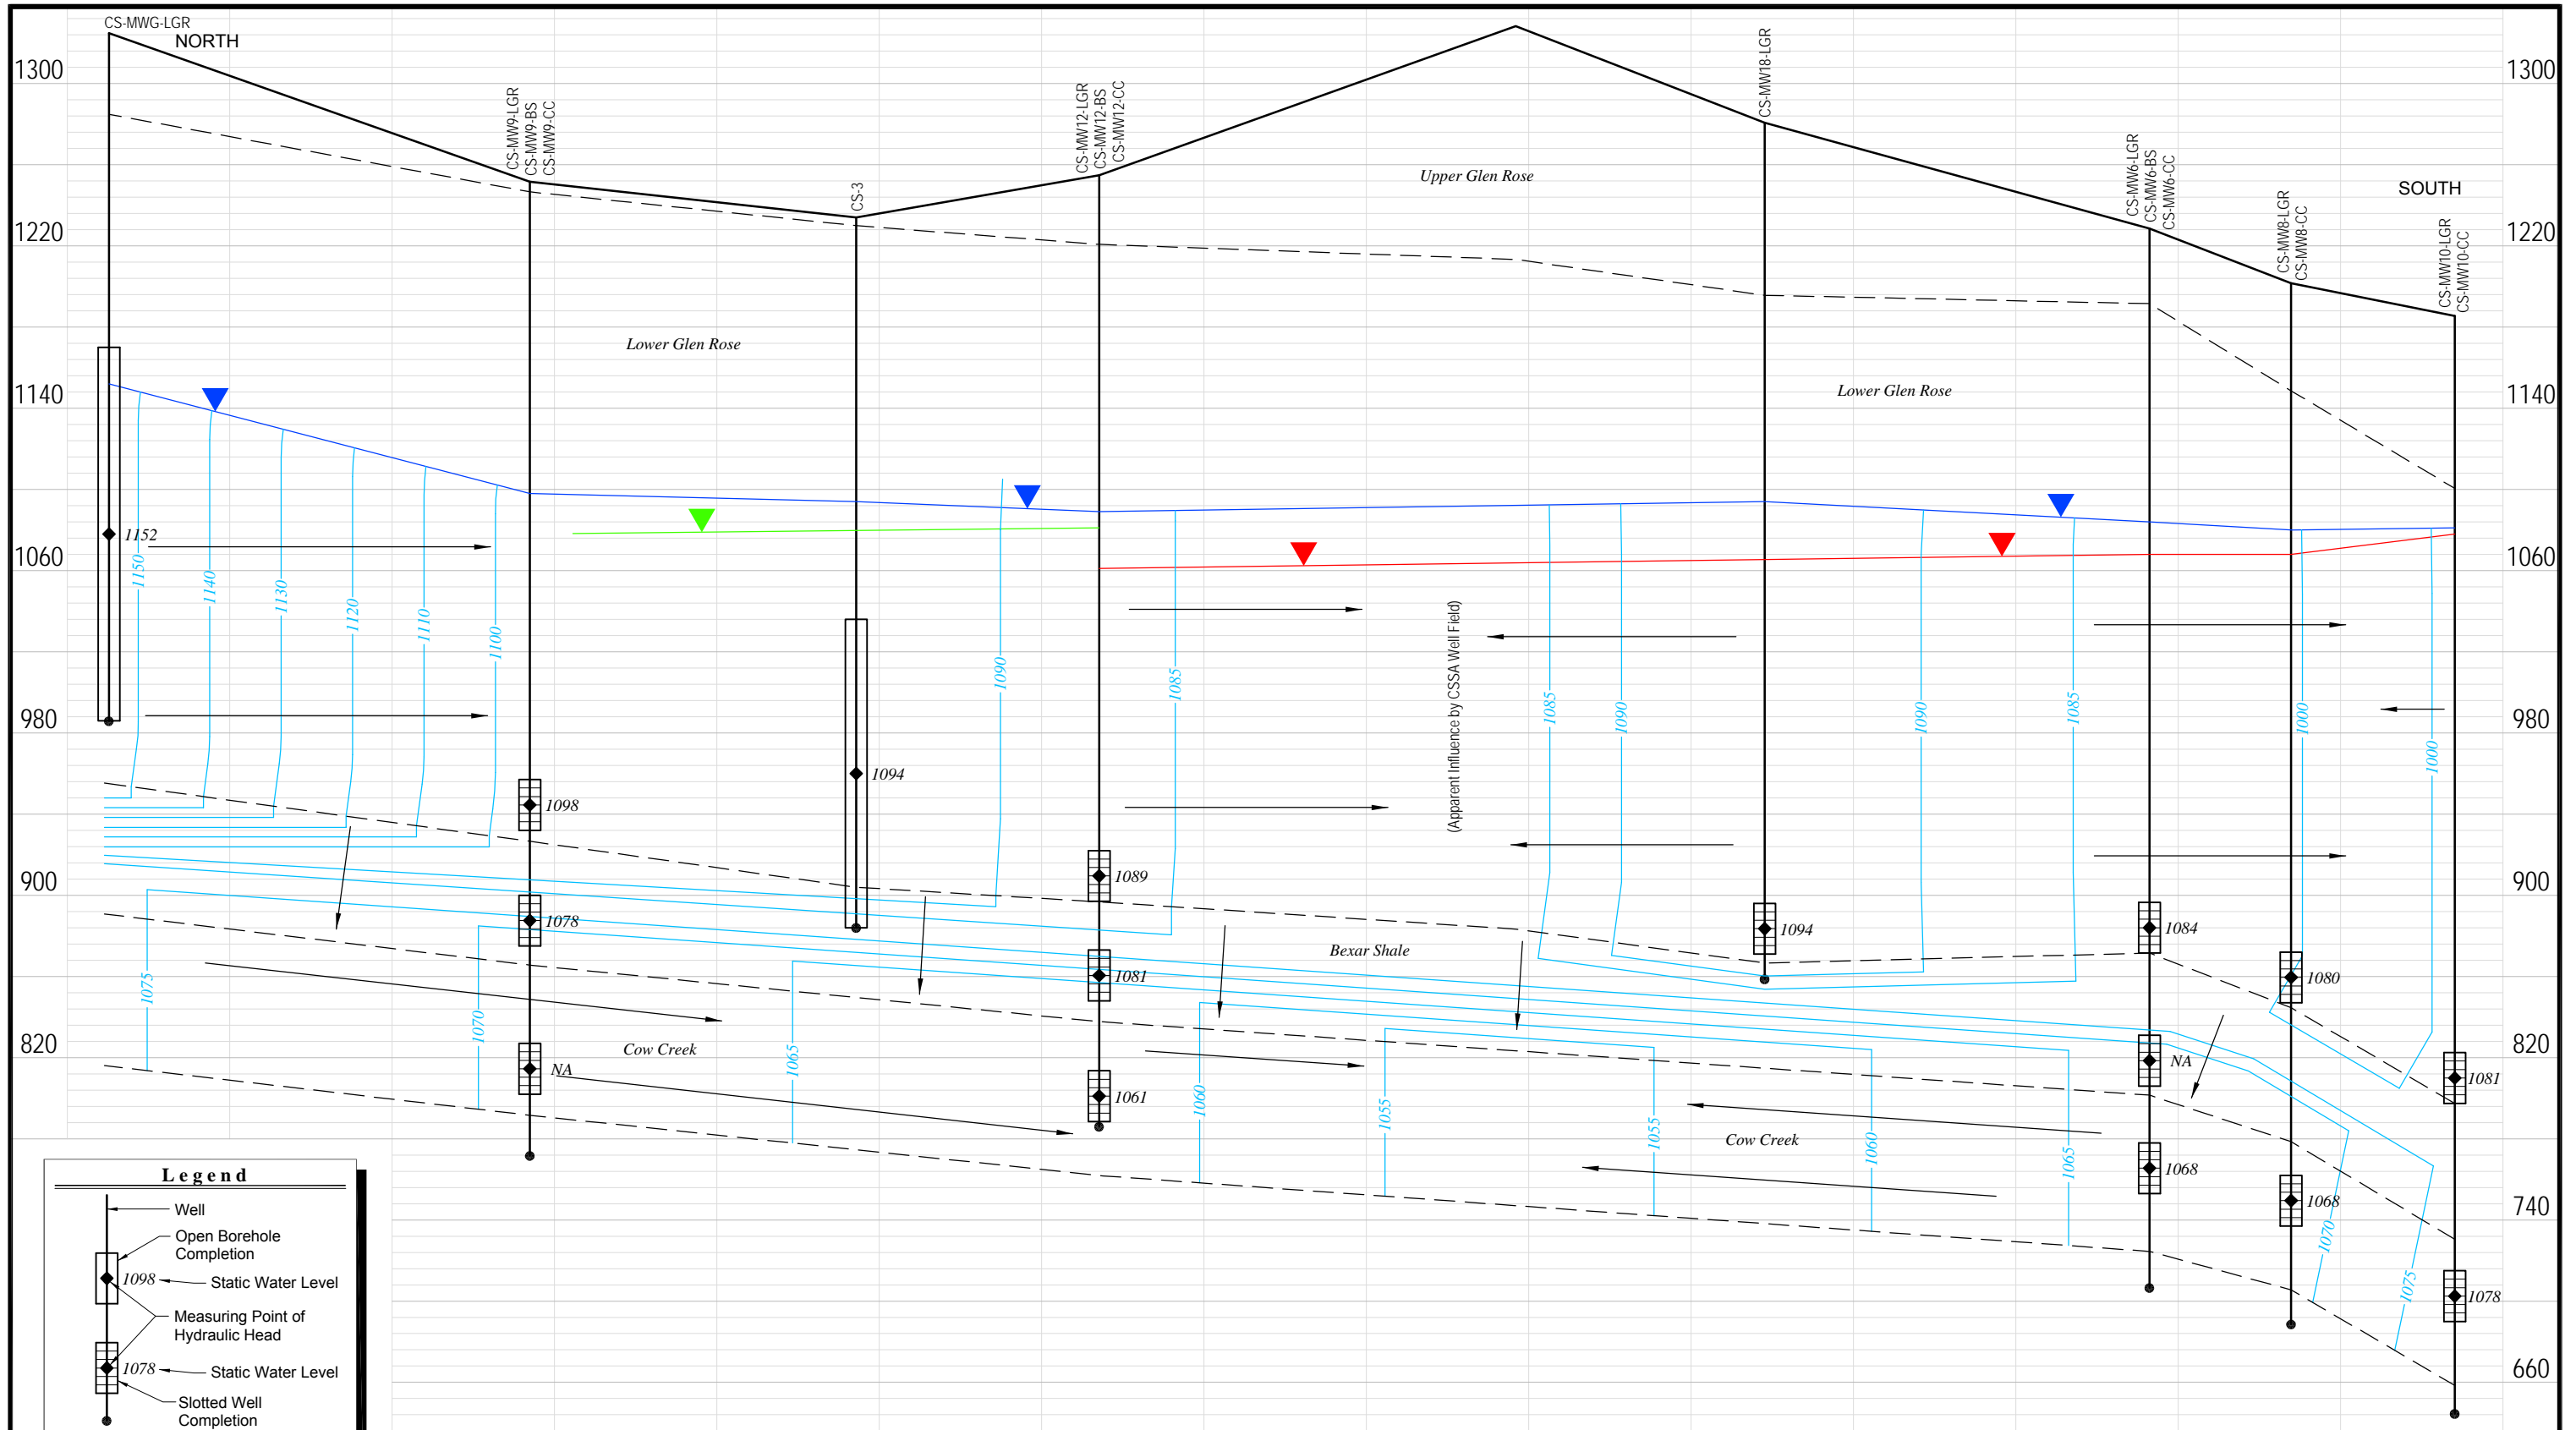 CS-MWG-LGR
NORTH
SOUTH
CS-MW9-LGR
CS-MW9-BS
CS-MW9-CC
CS-3
CS-MW12-LGR
CS-MW12-BS
CS-MW12-CC
CS-MW18-LGR
CS-MW6-LGR
CS-MW6-BS
CS-MW6-CC
CS-MW8-LGR
CS-MW8-CC
CS-MW10-LGR
CS-MW10-CC
1300
1300
1220
1220
1140
1140
1060
1060
980
980
900
900
820
820
740
660
Upper Glen Rose
Lower Glen Rose
Lower Glen Rose
1152
1150
1140
1130
1120
1110
1100
1090
1085
(Apparent Influence by CSSA Well Field)
1085
1090
1090
1085
1000
1000
1094
1098
1089
1094
1084
1080
1081
Bexar Shale
1078
1081
NA
1075
1070
1065
Cow Creek
NA
1061
1060
1055
1055
Cow Creek
1060
1065
1068
1068
1070
1075
1078
Legend
Well
Open Borehole
Completion
1098
Static Water Level
Measuring Point of
Hydraulic Head
1078
Static Water Level
Slotted Well
Completion